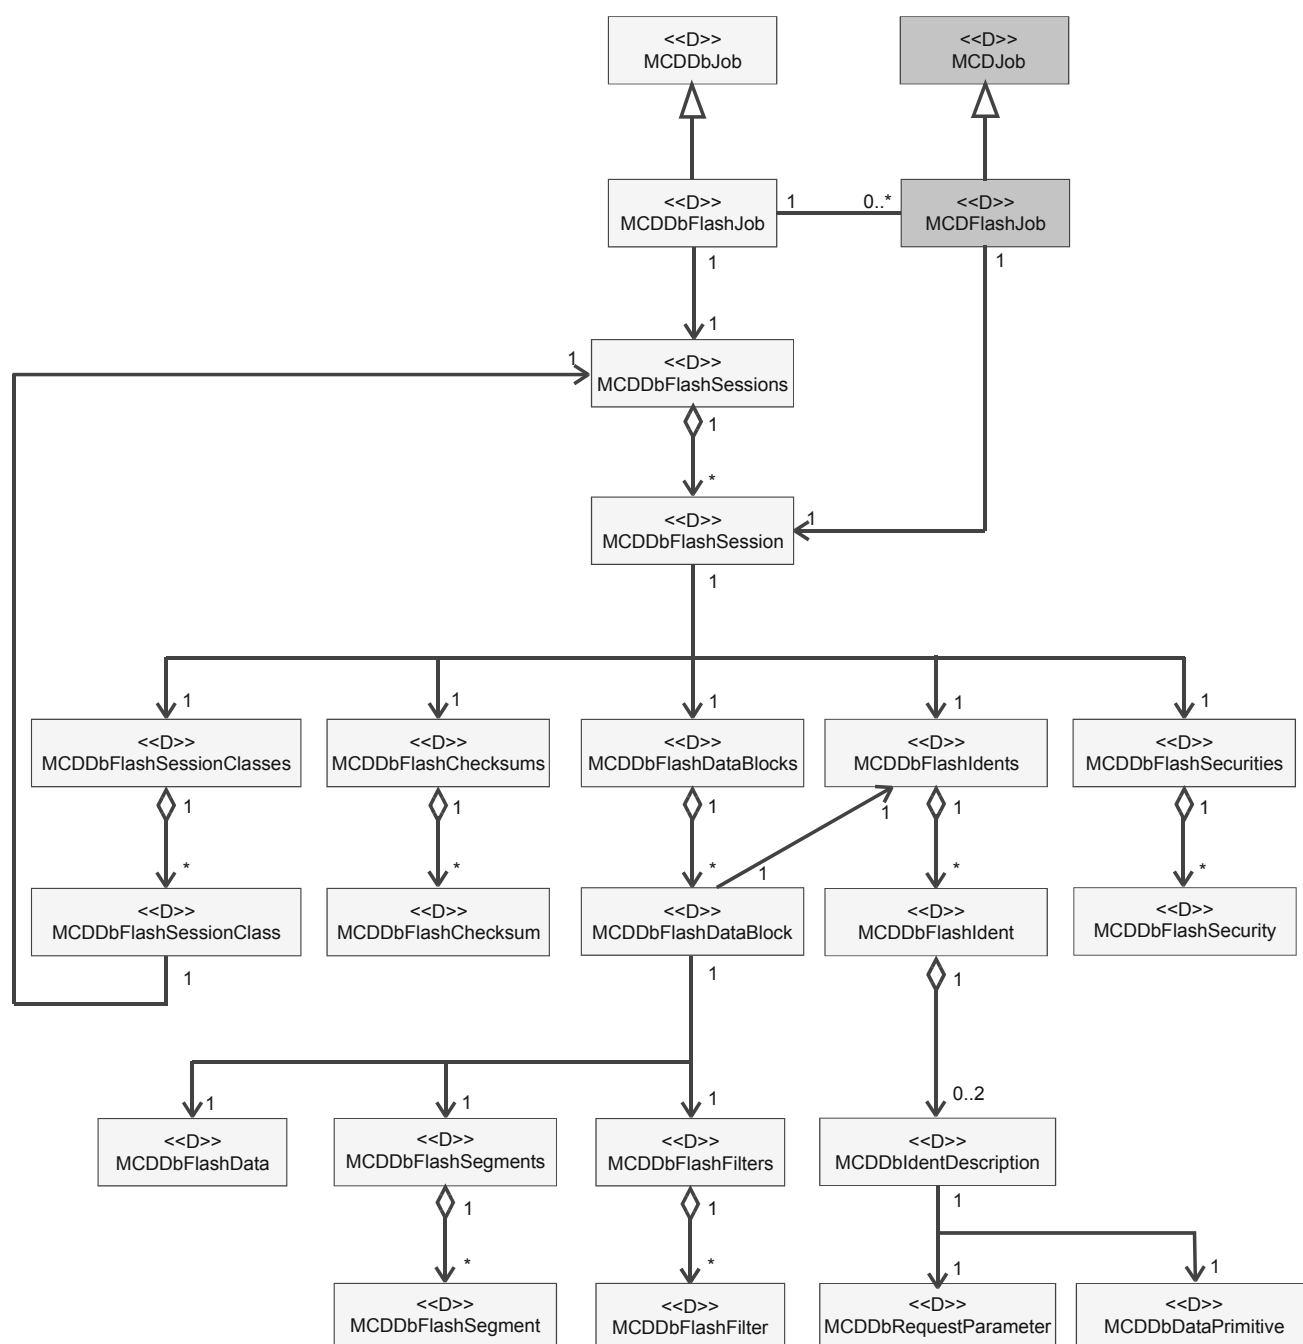 <<D>>
MCDDbJob
<<D>>
MCDJob
<<D>>
MCDDbFlashJob
1
0..*
<<D>>
MCDFlashJob
1
1
1
1
<<D>>
MCDDbFlashSessions
1
*
<<D>>
MCDDbFlashSession
1
1
1
1
1
1
1
<<D>>
MCDDbFlashSessionClasses
<<D>>
MCDDbFlashChecksums
<<D>>
MCDDbFlashDataBlocks
<<D>>
MCDDbFlashIdents
<<D>>
MCDDbFlashSecurities
1
1
1
1
1
1
*
*
*
1
*
*
<<D>>
MCDDbFlashSessionClass
<<D>>
MCDDbFlashChecksum
<<D>>
MCDDbFlashDataBlock
<<D>>
MCDDbFlashIdent
<<D>>
MCDDbFlashSecurity
1
1
1
1
1
1
0..2
<<D>>
MCDDbFlashData
<<D>>
MCDDbFlashSegments
<<D>>
MCDDbFlashFilters
<<D>>
MCDDbIdentDescription
1
1
1
*
*
1
1
<<D>>
MCDDbFlashSegment
<<D>>
MCDDbFlashFilter
<<D>>
MCDDbRequestParameter
<<D>>
MCDDbDataPrimitive